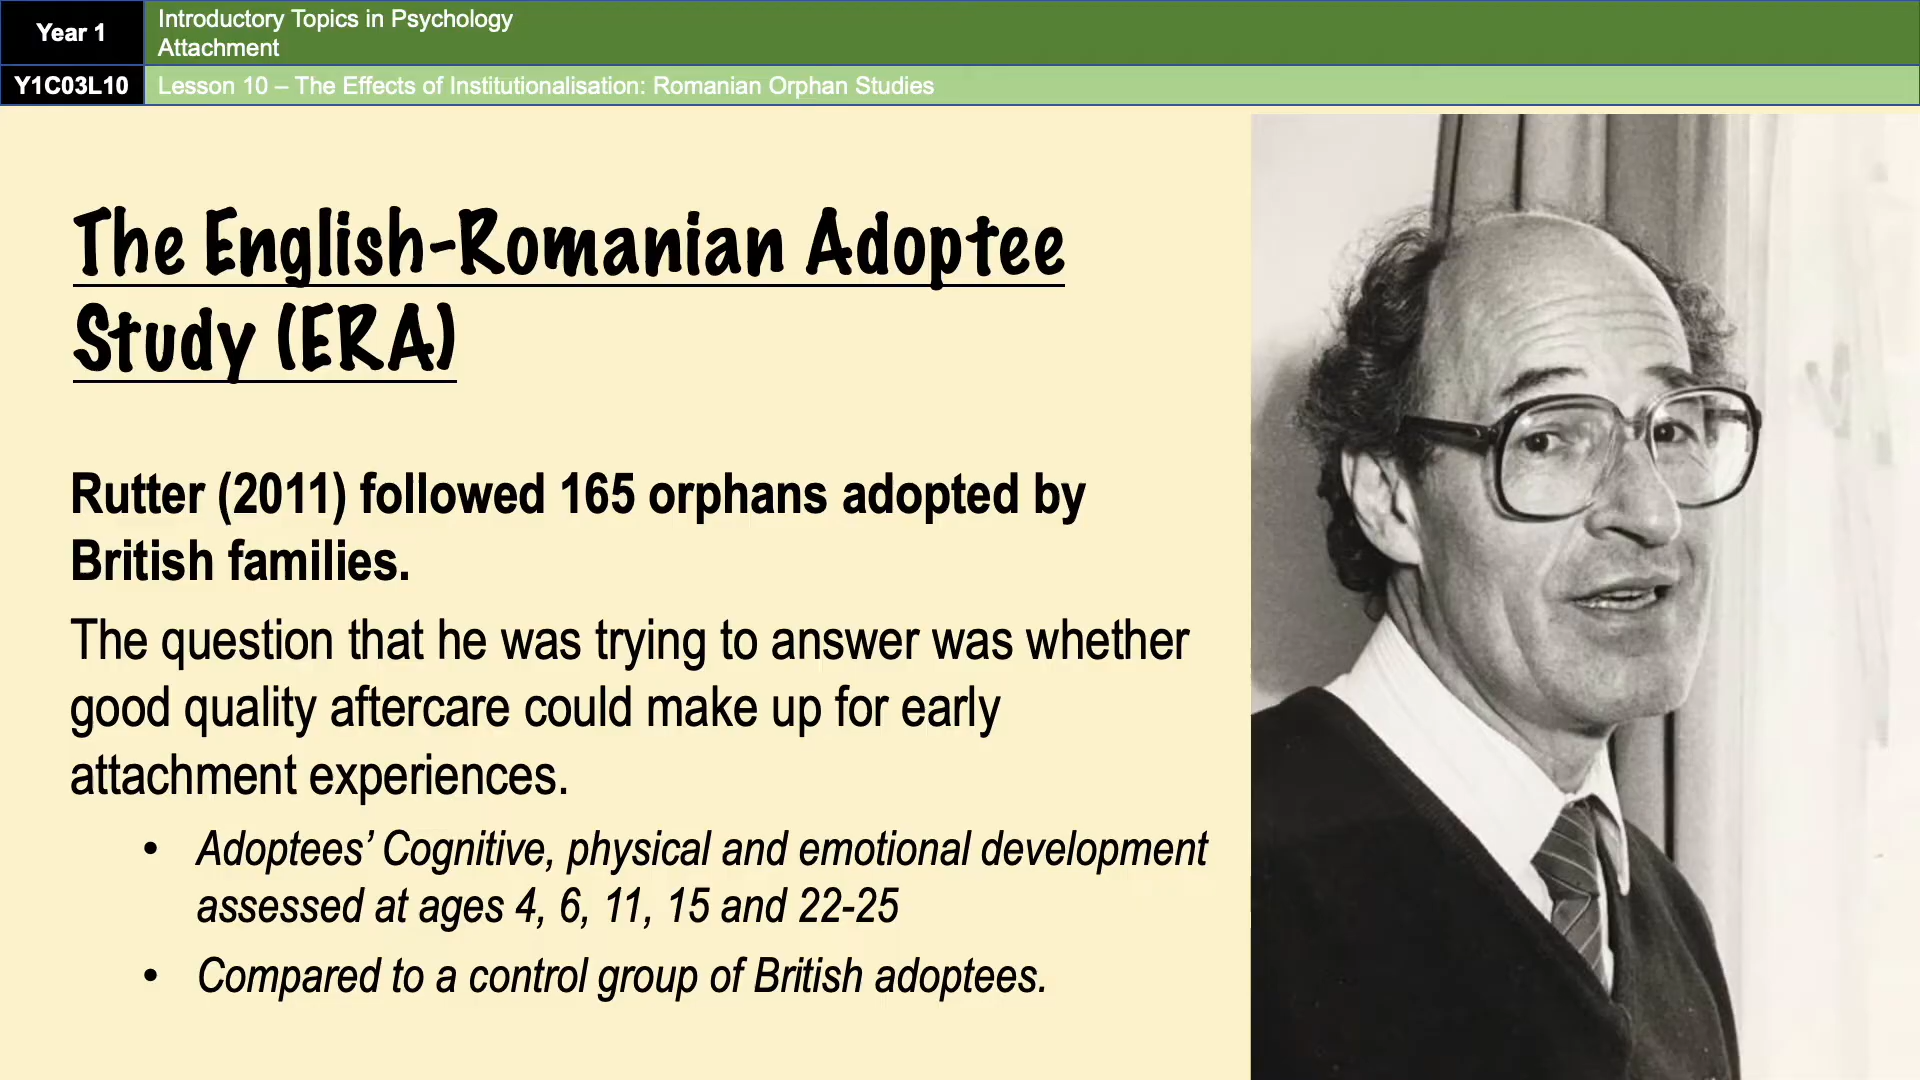 Year 1
Introductory Topics in Psychology
Attachment
Y1C03L10
Lesson 10 – The Effects of Institutionalisation: Romanian Orphan Studies
The English-Romanian Adoptee
Study (ERA)
Rutter (2011) followed 165 orphans adopted by
British families.
The question that he was trying to answer was whether
good quality aftercare could make up for early
attachment experiences.
• Adoptees’ Cognitive, physical and emotional development
assessed at ages 4, 6, 11, 15 and 22-25
• Compared to a control group of British adoptees.